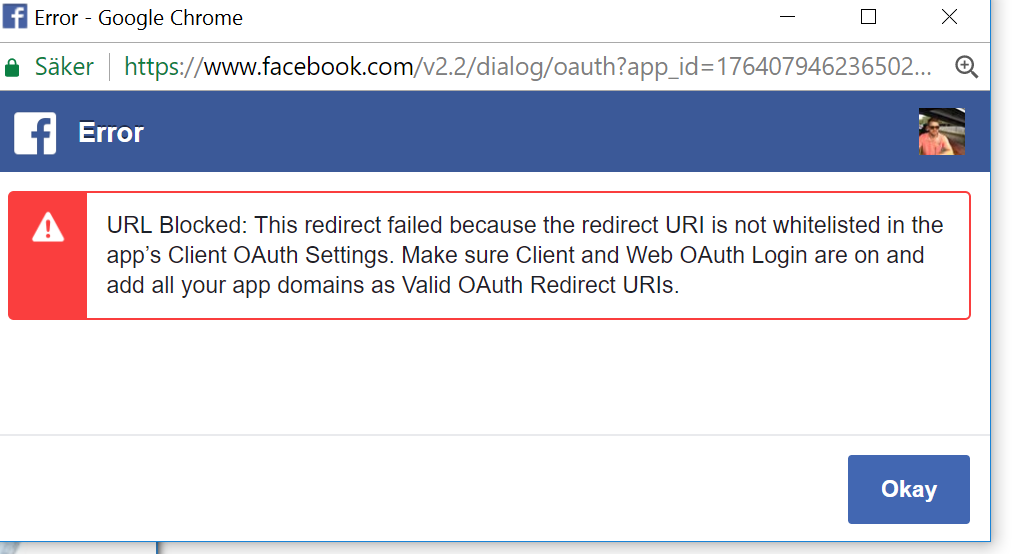 Error - Google Chrome
Säker https://www.facebook.com/v2.2/dialog/oauth?app_id=176407946236502...
Error
URL Blocked: This redirect failed because the redirect URI is not whitelisted in the
app’s Client OAuth Settings. Make sure Client and Web OAuth Login are on and
add all your app domains as Valid OAuth Redirect URIs.
Okay